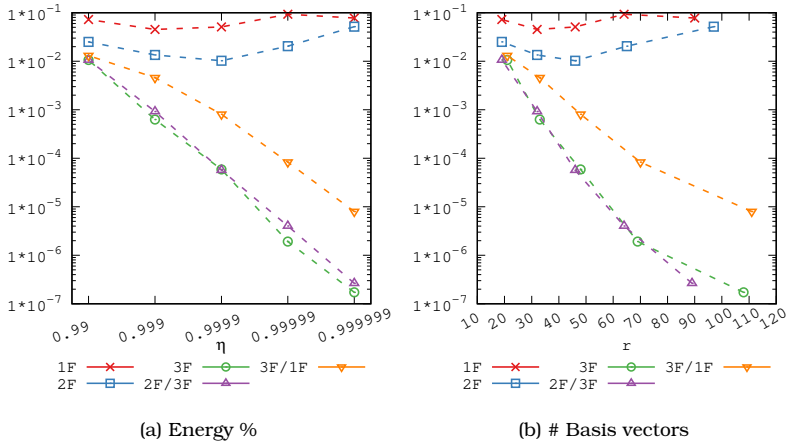 1*10^-1
1*10^-2
1*10^-3
1*10^-4
1*10^-5
1*10^-6
1*10^-7
0.99 0.999 0.9999 0.99999 0.999999
η
1F 3F 3F/1F
2F 2F/3F
(a) Energy %
1*10^-1
1*10^-2
1*10^-3
1*10^-4
1*10^-5
1*10^-6
1*10^-7
10 20 30 40 50 60 70 80 90 100 110 120
r
1F 3F 3F/1F
2F 2F/3F
(b) # Basis vectors